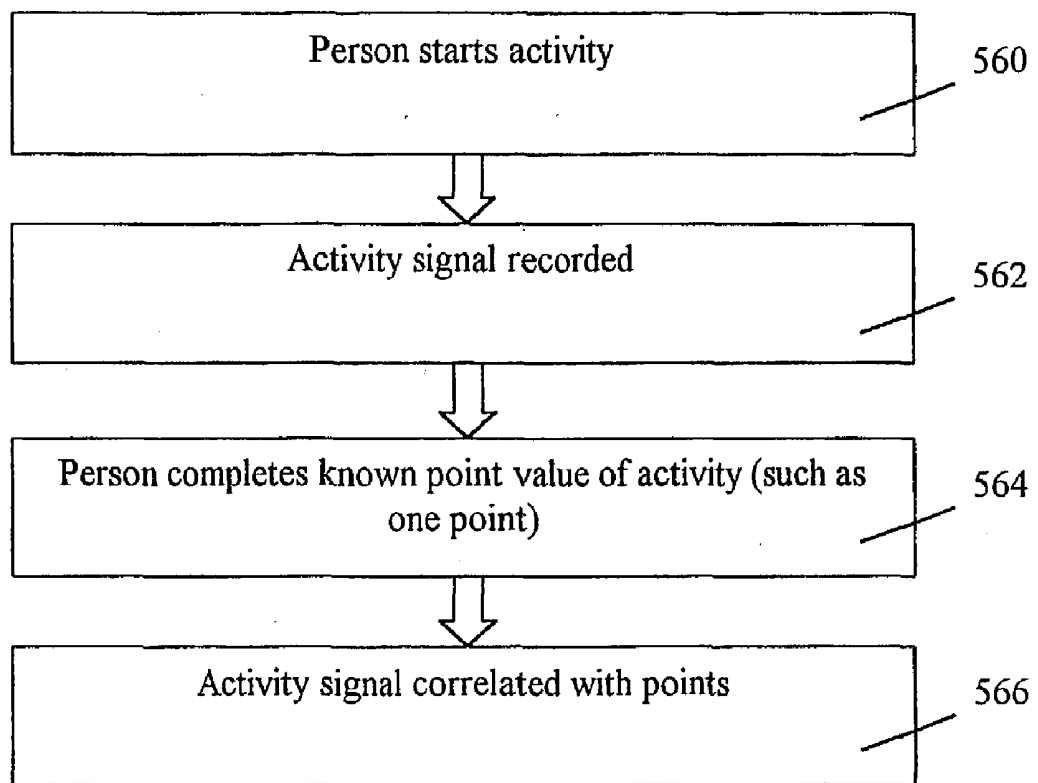 Person starts activity
560
Activity signal recorded
562
Person completes known point value of activity (such as
one point)
564
Activity signal correlated with points
566